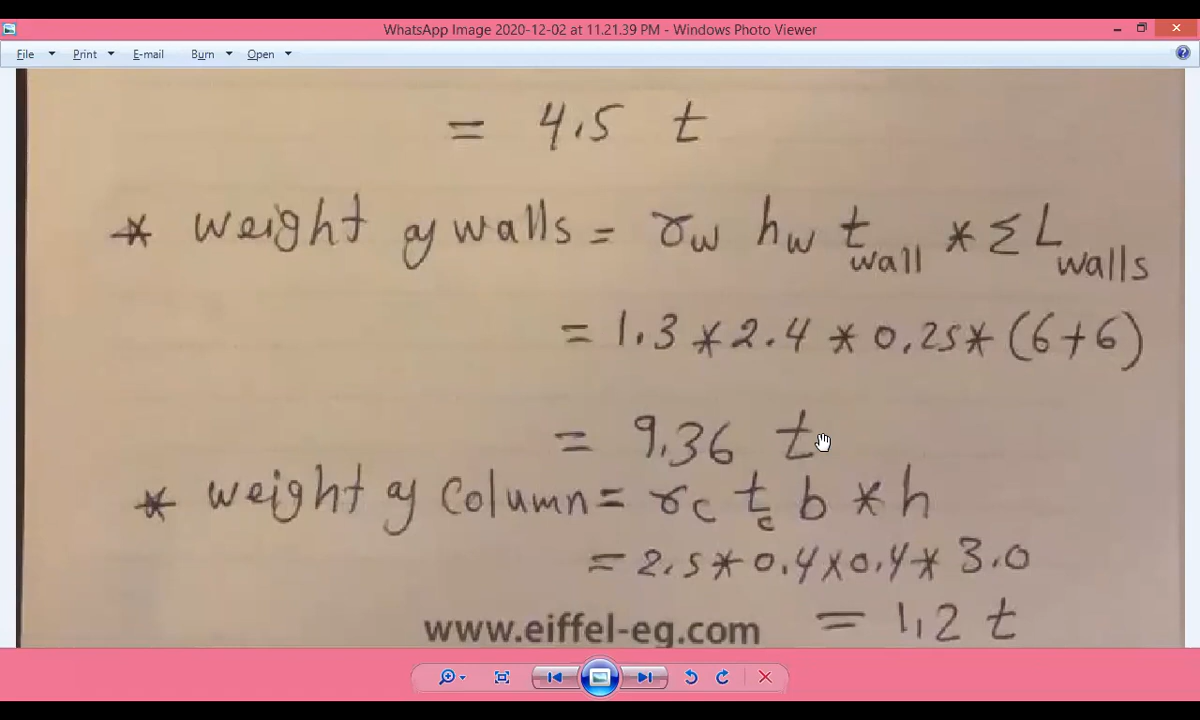 WhatsApp Image 2020-12-02 at 11.21.39 PM - Windows Photo Viewer
File Print E-mail Burn Open
= 4.5 t
* weight of walls = γw hw twall * Σ Lwalls
= 1.3 * 2.4 * 0.25 * (6+6)
= 9.36 t
* weight of Column = γc tc b * h
= 2.5 * 0.4 × 0.4 * 3.0
= 1.2 t
www.eiffel-eg.com